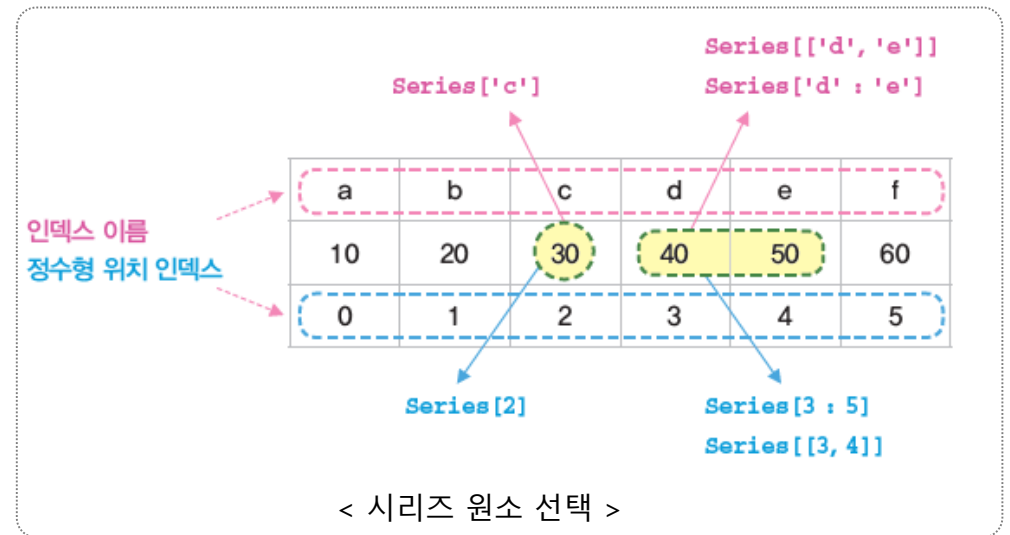 Series[['d', 'e']]
Series['c']
Series['d' : 'e']
a b c d e f
인덱스 이름
10 20 30 40 50 60
정수형 위치 인덱스
0 1 2 3 4 5
Series[2]
Series[3 : 5]
Series[[3, 4]]
< 시리즈 원소 선택 >